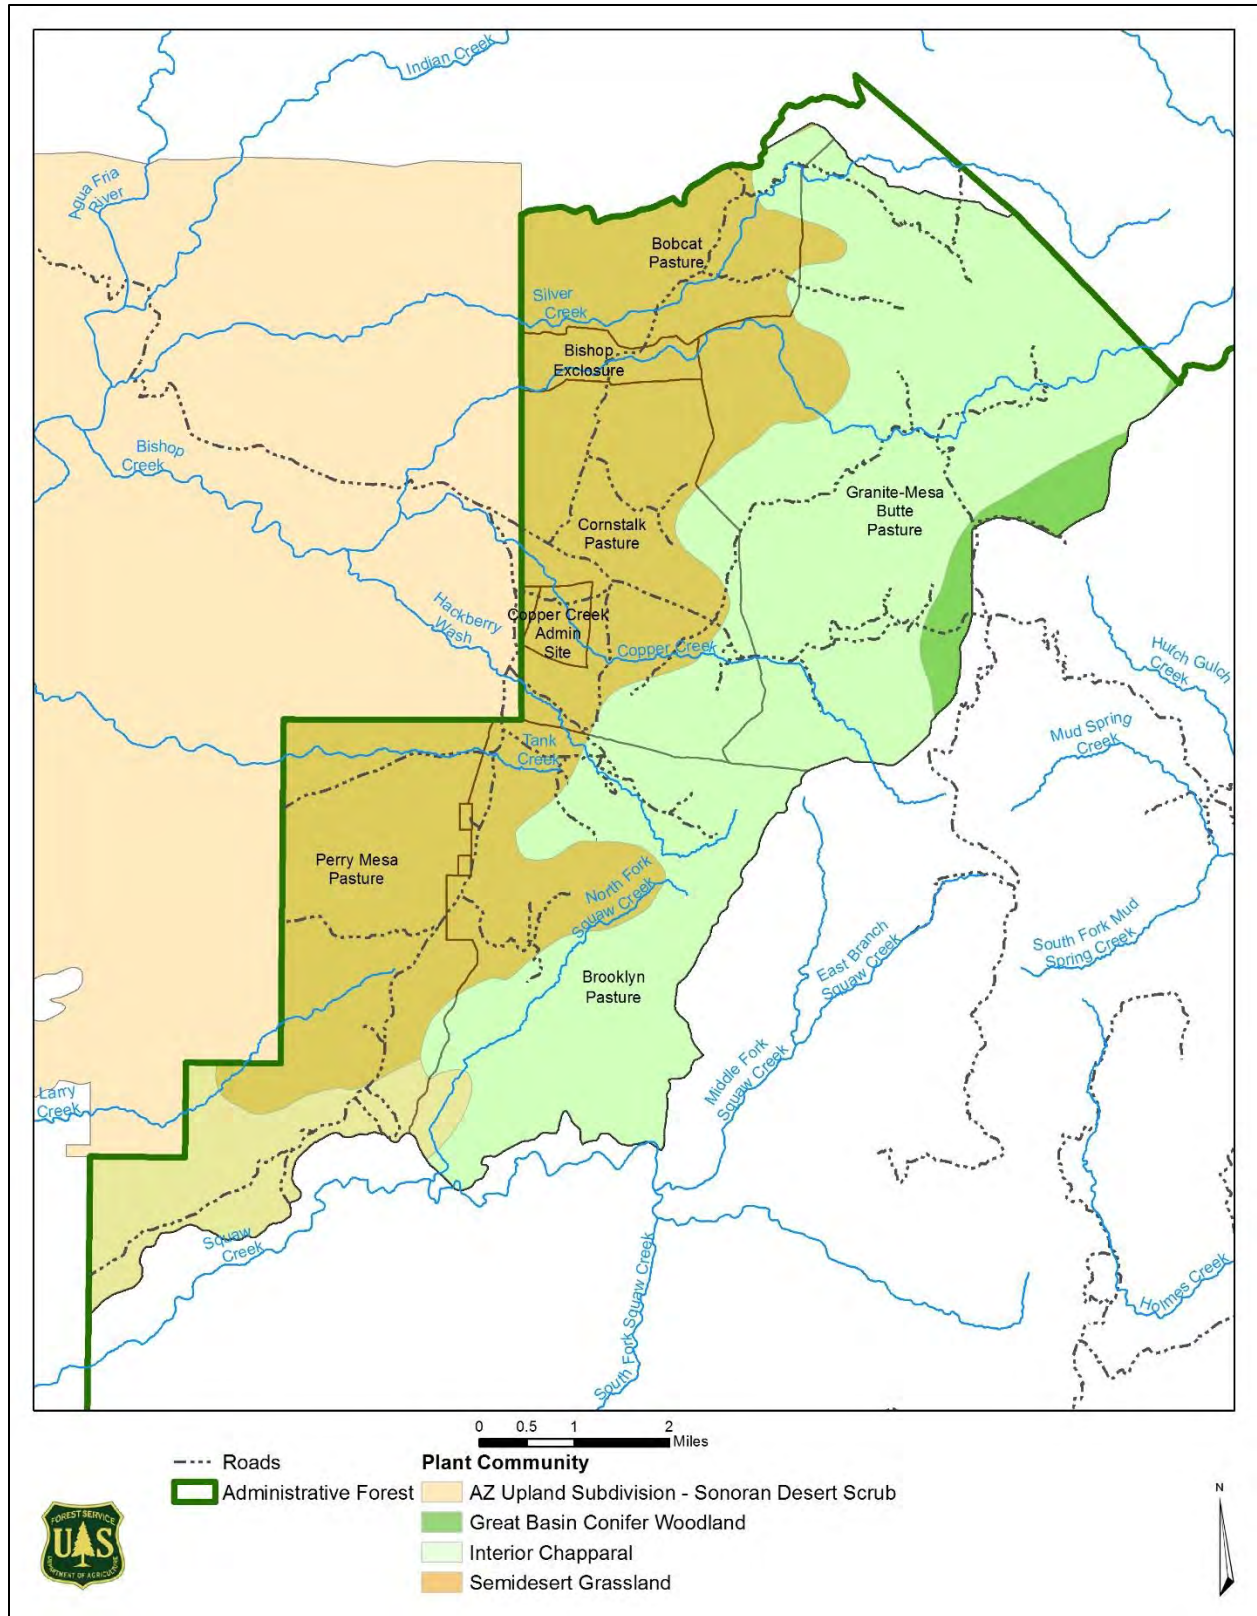 Indian Creek
Agua Fria
River
Bobcat
Pasture
Silver
Creek
Bishop
Exclosure
Bishop
Creek
Granite-Mesa
Butte
Pasture
Cornstalk
Pasture
Hackberry
Wash
Copper Creek
Admin
Site
Copper Creek
Hutch Gulch
Creek
Mud Spring
Creek
Tank
Creek
Perry Mesa
Pasture
North Fork
Squaw Creek
East Branch
Squaw Creek
South Fork Mud
Spring Creek
Brooklyn
Pasture
Middle Fork
Squaw Creek
Larry
Creek
Squaw
Creek
South Fork Squaw Creek
Holmes Creek
0 0.5 1 2
Miles
Roads
Administrative Forest
Plant Community
AZ Upland Subdivision - Sonoran Desert Scrub
Great Basin Conifer Woodland
Interior Chapparal
Semidesert Grassland
FOREST SERVICE
U S
DEPARTMENT OF AGRICULTURE
N